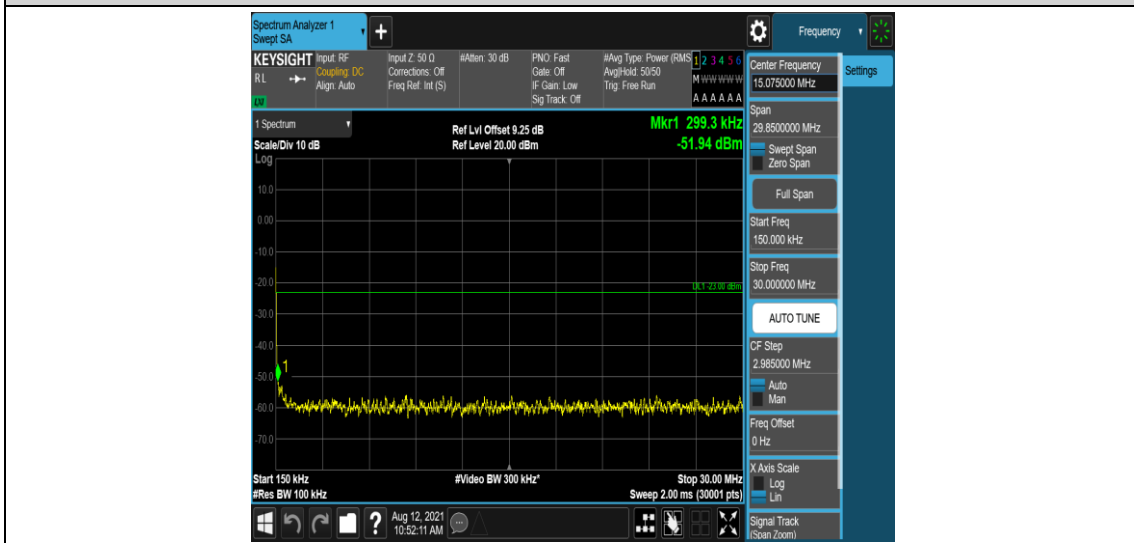 Spectrum Analyzer 1
Swept SA
+
Frequency
KEYSIGHT
RL
Input: RF
Coupling: DC
Align: Auto
Input Z: 50 Ω
Corrections: Off
Freq Ref: Int (S)
#Atten: 30 dB
PNO: Fast
Gate: Off
IF Gain: Low
Sig Track: Off
#Avg Type: Power (RMS
Avg|Hold: 50/50
Trig: Free Run
1 2 3 4 5 6
M W W W W W
A A A A A A
Center Frequency
15.075000 MHz
Settings
Span
29.8500000 MHz
Swept Span
Zero Span
Full Span
Start Freq
150.000 kHz
Stop Freq
30.000000 MHz
AUTO TUNE
CF Step
2.985000 MHz
Auto
Man
Freq Offset
0 Hz
X Axis Scale
Log
Lin
Signal Track
(Span Zoom)
1 Spectrum
Scale/Div 10 dB
Ref Lvl Offset 9.25 dB
Ref Level 20.00 dBm
Mkr1 299.3 kHz
-51.94 dBm
Log
10.0
0.00
-10.0
-20.0
DL1 -23.00 dBm
-30.0
-40.0
1
-50.0
-60.0
-70.0
Start 150 kHz
#Video BW 300 kHz*
Stop 30.00 MHz
#Res BW 100 kHz
Sweep 2.00 ms (30001 pts)
?
Aug 12, 2021
10:52:11 AM